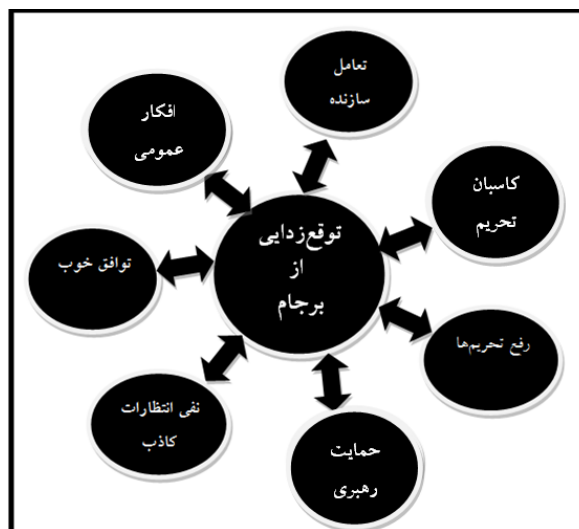 تعامل
سازنده
افکار
عمومی
کاسبان
تحریم
توقع‌زدایی
از
برجام
توافق خوب
رفع تحریم‌ها
نفی انتظارات
کاذب
حمایت
رهبری